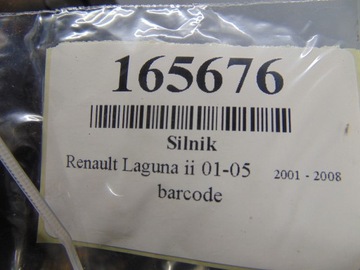 165676
Silnik
Renault Laguna ii 01-05 2001 - 2008
barcode